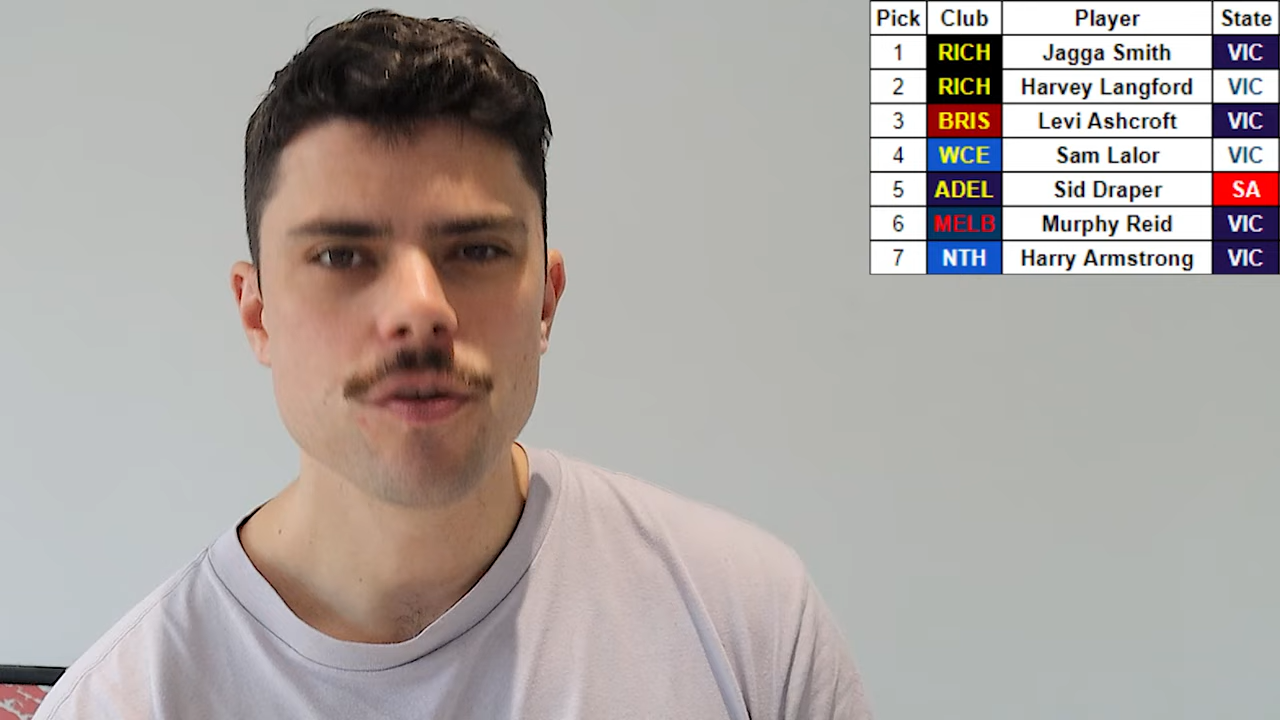 Pick Club Player State
1 RICH Jagga Smith VIC
2 RICH Harvey Langford VIC
3 BRIS Levi Ashcroft VIC
4 WCE Sam Lalor VIC
5 ADEL Sid Draper SA
6 MELB Murphy Reid VIC
7 NTH Harry Armstrong VIC